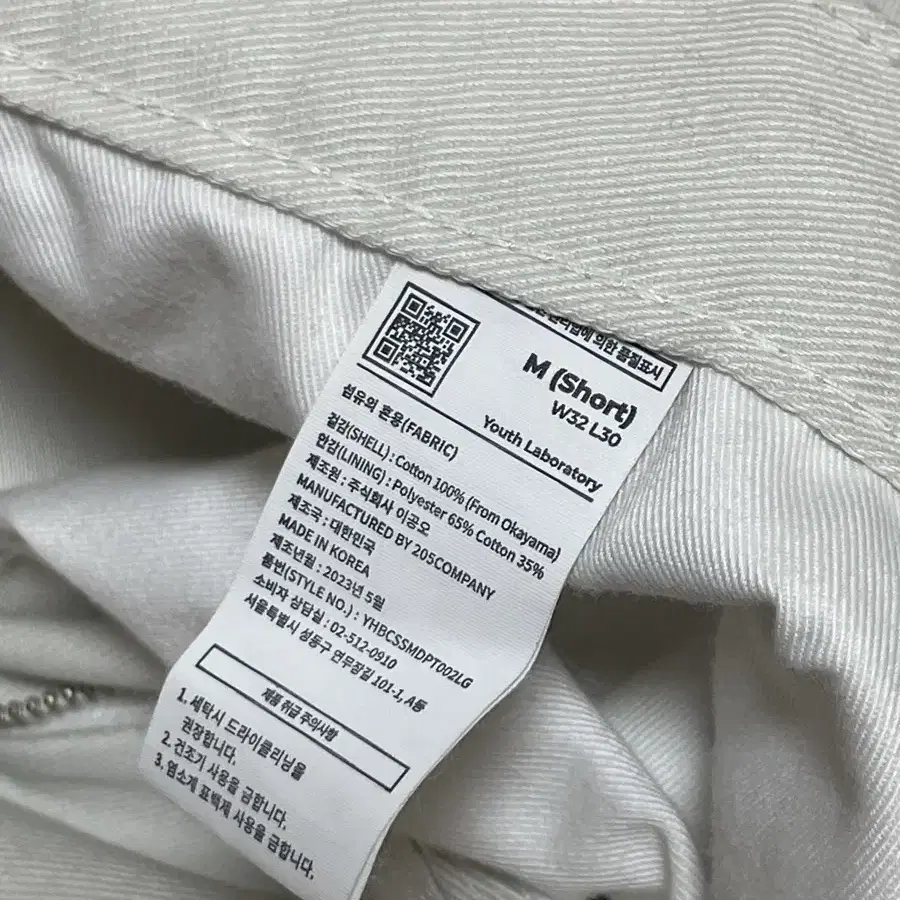 의한 품질표시
M (Short)
W32 L30
Youth Laboratory
섬유의 혼용(FABRIC)
겉감(SHELL) : Cotton 100% (From Okayama)
안감(LINING) : Polyester 65% Cotton 35%
제조원 : 주식회사 이공오
MANUFACTURED BY 205COMPANY
제조국 : 대한민국
MADE IN KOREA
제조년월 : 2023년 5월
품번(STYLE NO.) : YHBCSSMDPT002LG
소비자 상담실 : 02-512-0910
서울특별시 성동구 연무장길 101-1, A동
제품 취급 주의사항
1. 세탁시 드라이클리닝을
권장합니다.
2. 건조기 사용을 금합니다.
3. 염소계 표백제 사용을 금합니다.